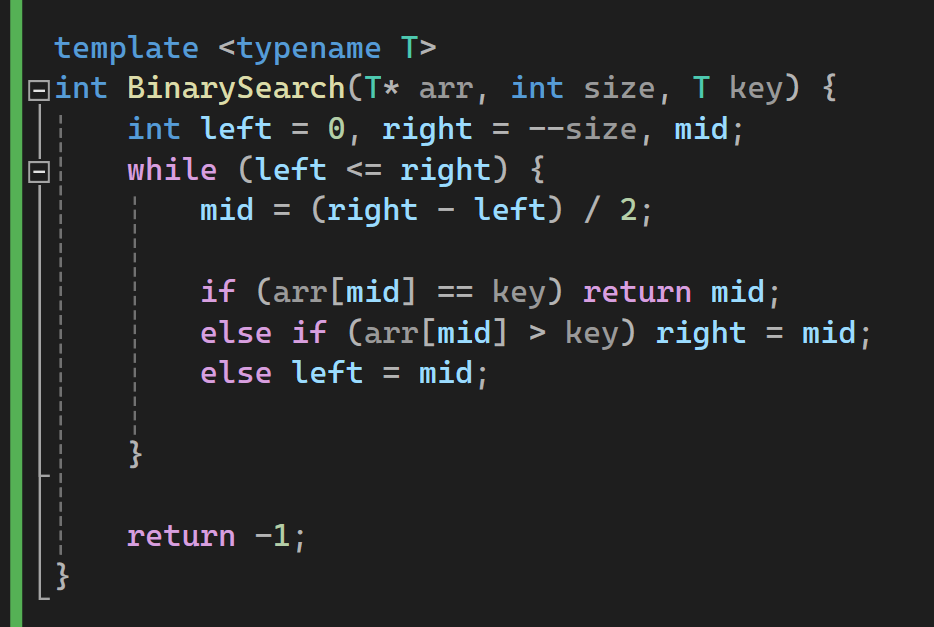 template <typename T>
int BinarySearch(T* arr, int size, T key) {
    int left = 0, right = --size, mid;
    while (left <= right) {
        mid = (right - left) / 2;
        if (arr[mid] == key) return mid;
        else if (arr[mid] > key) right = mid;
        else left = mid;
    }
    return -1;
}